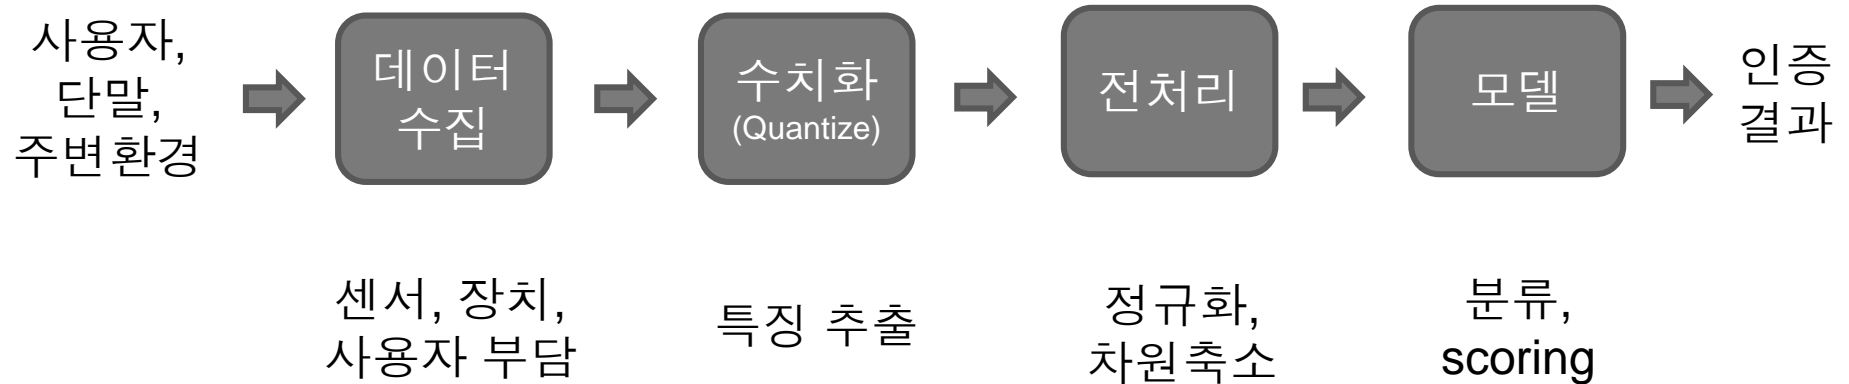 사용자,
단말,
주변환경
데이터
수집
수치화
(Quantize)
전처리
모델
인증
결과
센서, 장치,
사용자 부담
특징 추출
정규화,
차원축소
분류,
scoring